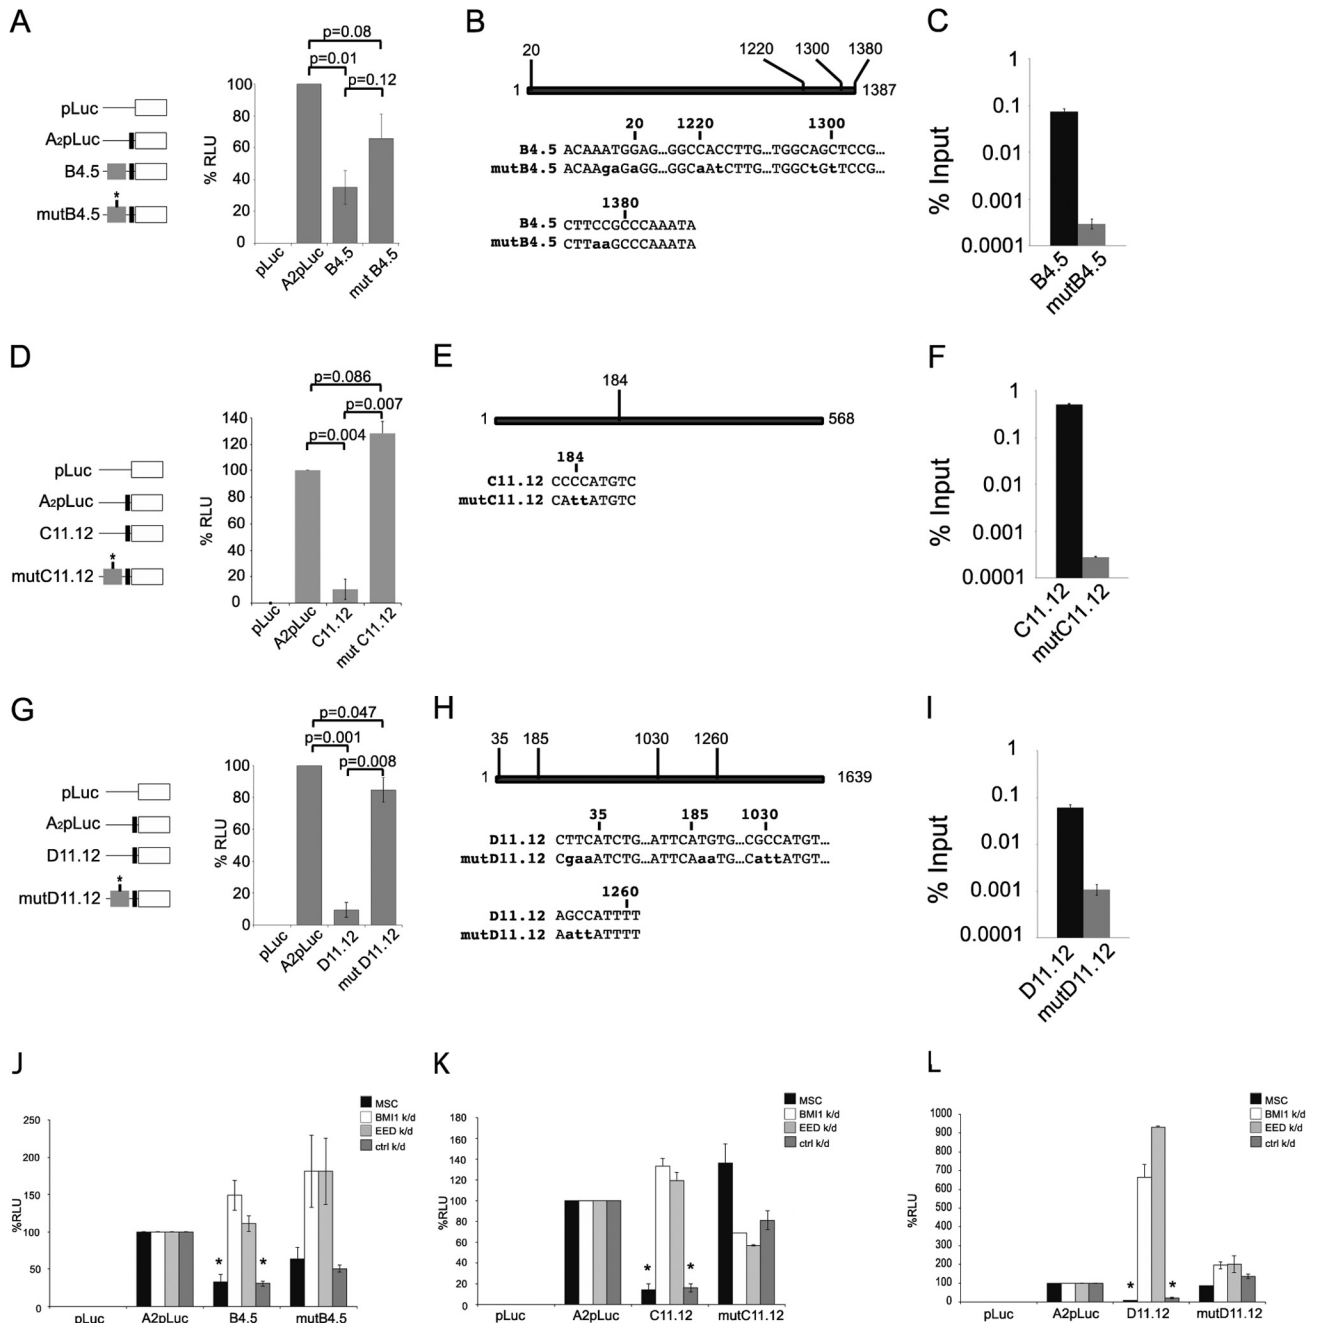 A
pLuc
A2pLuc
B4.5
*
mutB4.5
p=0.08
p=0.01
p=0.12
% RLU
100
80
60
40
20
0
pLuc
A2pLuc
B4.5
mut B4.5
B
20
1220
1300
1380
1
1387
20 1220 1300
B4.5 ACAAATGGAG…GGCCACCTTG…TGGCAGCTCCG…
mutB4.5 ACAAgaGaGG…GGCaAtCTTG…TGGCtGtTCCG…
1380
B4.5 CTTCCGCCCAAATA
mutB4.5 CTTaaGCCCAAATA
C
% Input
1
0.1
0.01
0.001
0.0001
B4.5
mutB4.5
D
pLuc
A2pLuc
C11.12
*
mutC11.12
p=0.086
p=0.007
p=0.004
% RLU
140
120
100
80
60
40
20
0
pLuc
A2pLuc
C11.12
mut C11.12
E
184
1
568
184
C11.12 CCCCATGTC
mutC11.12 CAttATGTC
F
% Input
1
0.1
0.01
0.001
0.0001
C11.12
mutC11.12
G
pLuc
A2pLuc
D11.12
*
mutD11.12
p=0.047
p=0.001
p=0.008
% RLU
100
80
60
40
20
0
pLuc
A2pLuc
D11.12
mut D11.12
H
35 185 1030 1260
1
1639
35 185 1030
D11.12 CTTCATCTG…ATTCATGTG…CGCCATGT…
mutD11.12 CgaaATCTG…ATTCAaaTG…CattATGT…
1260
D11.12 AGCCATTTT
mutD11.12 AattATTTT
I
% Input
1
0.1
0.01
0.001
0.0001
D11.12
mutD11.12
J
MSC
BMI1 k/d
EED k/d
ctrl k/d
%RLU
250
200
150
100
50
0
* *
pLuc A2pLuc B4.5 mutB4.5
K
MSC
BMI1 k/d
EED k/d
ctrl k/d
%RLU
180
160
140
120
100
80
60
40
20
0
* *
pLuc A2pLuc C11.12 mutC11.12
L
MSC
BMI1 k/d
EED k/d
ctrl k/d
%RLU
1000
900
800
700
600
500
400
300
200
100
0
* *
pLuc A2pLuc D11.12 mutD11.12